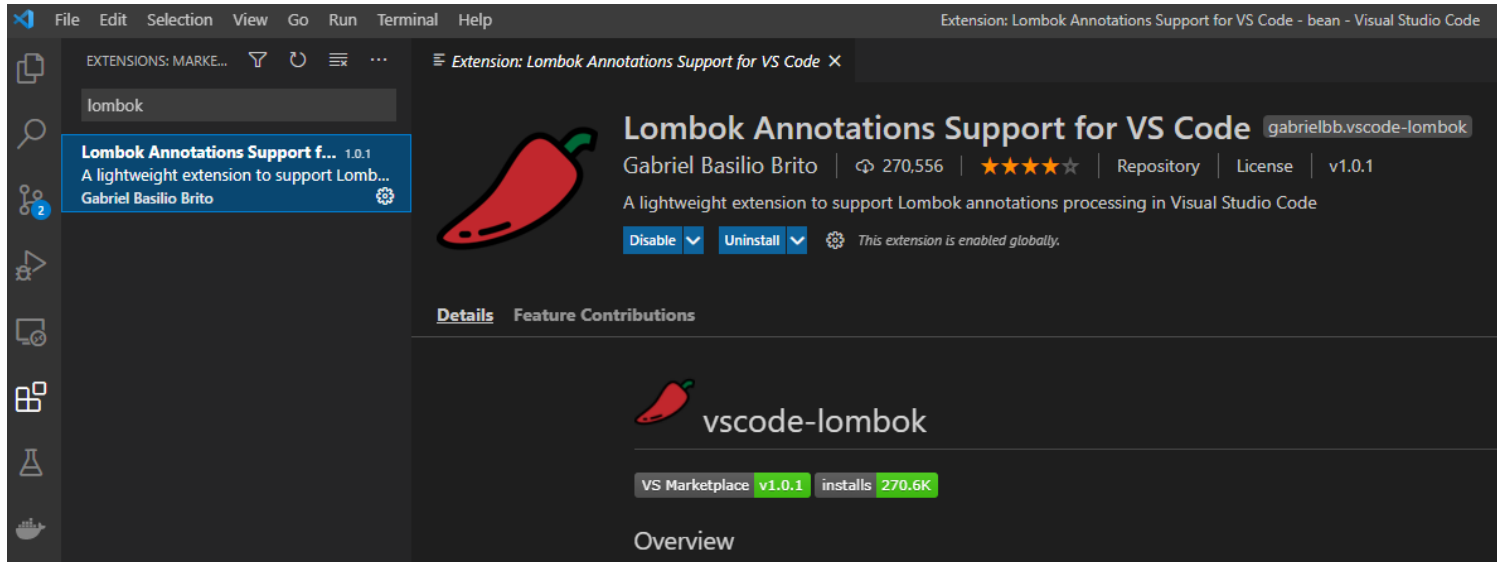 File Edit Selection View Go Run Terminal Help
Extension: Lombok Annotations Support for VS Code - bean - Visual Studio Code
EXTENSIONS: MARKE...
lombok
Lombok Annotations Support f... 1.0.1
A lightweight extension to support Lomb...
Gabriel Basilio Brito
2
Extension: Lombok Annotations Support for VS Code
Lombok Annotations Support for VS Code gabrielbb.vscode-lombok
Gabriel Basilio Brito 270,556 Repository License v1.0.1
A lightweight extension to support Lombok annotations processing in Visual Studio Code
Disable Uninstall This extension is enabled globally.
Details Feature Contributions
vscode-lombok
VS Marketplace v1.0.1 installs 270.6K
Overview